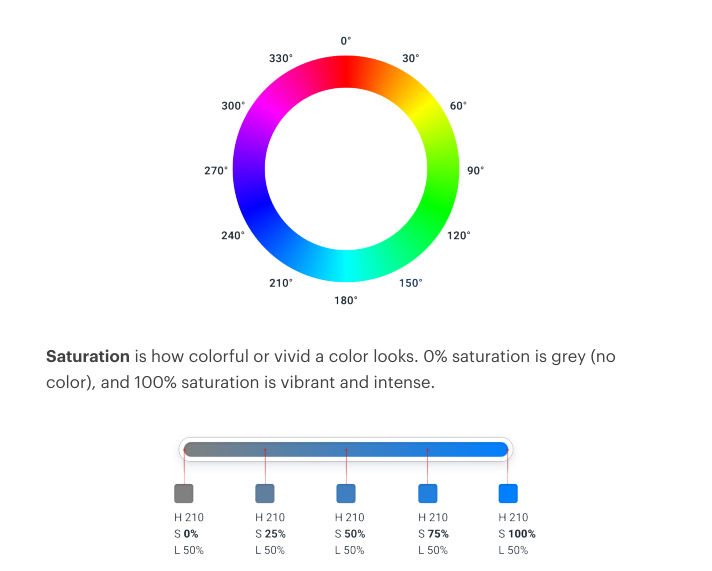 0°
330°
30°
300°
60°
270°
90°
240°
120°
210°
150°
180°
Saturation is how colorful or vivid a color looks. 0% saturation is grey (no
color), and 100% saturation is vibrant and intense.
H 210
S 0%
L 50%
H 210
S 25%
L 50%
H 210
S 50%
L 50%
H 210
S 75%
L 50%
H 210
S 100%
L 50%